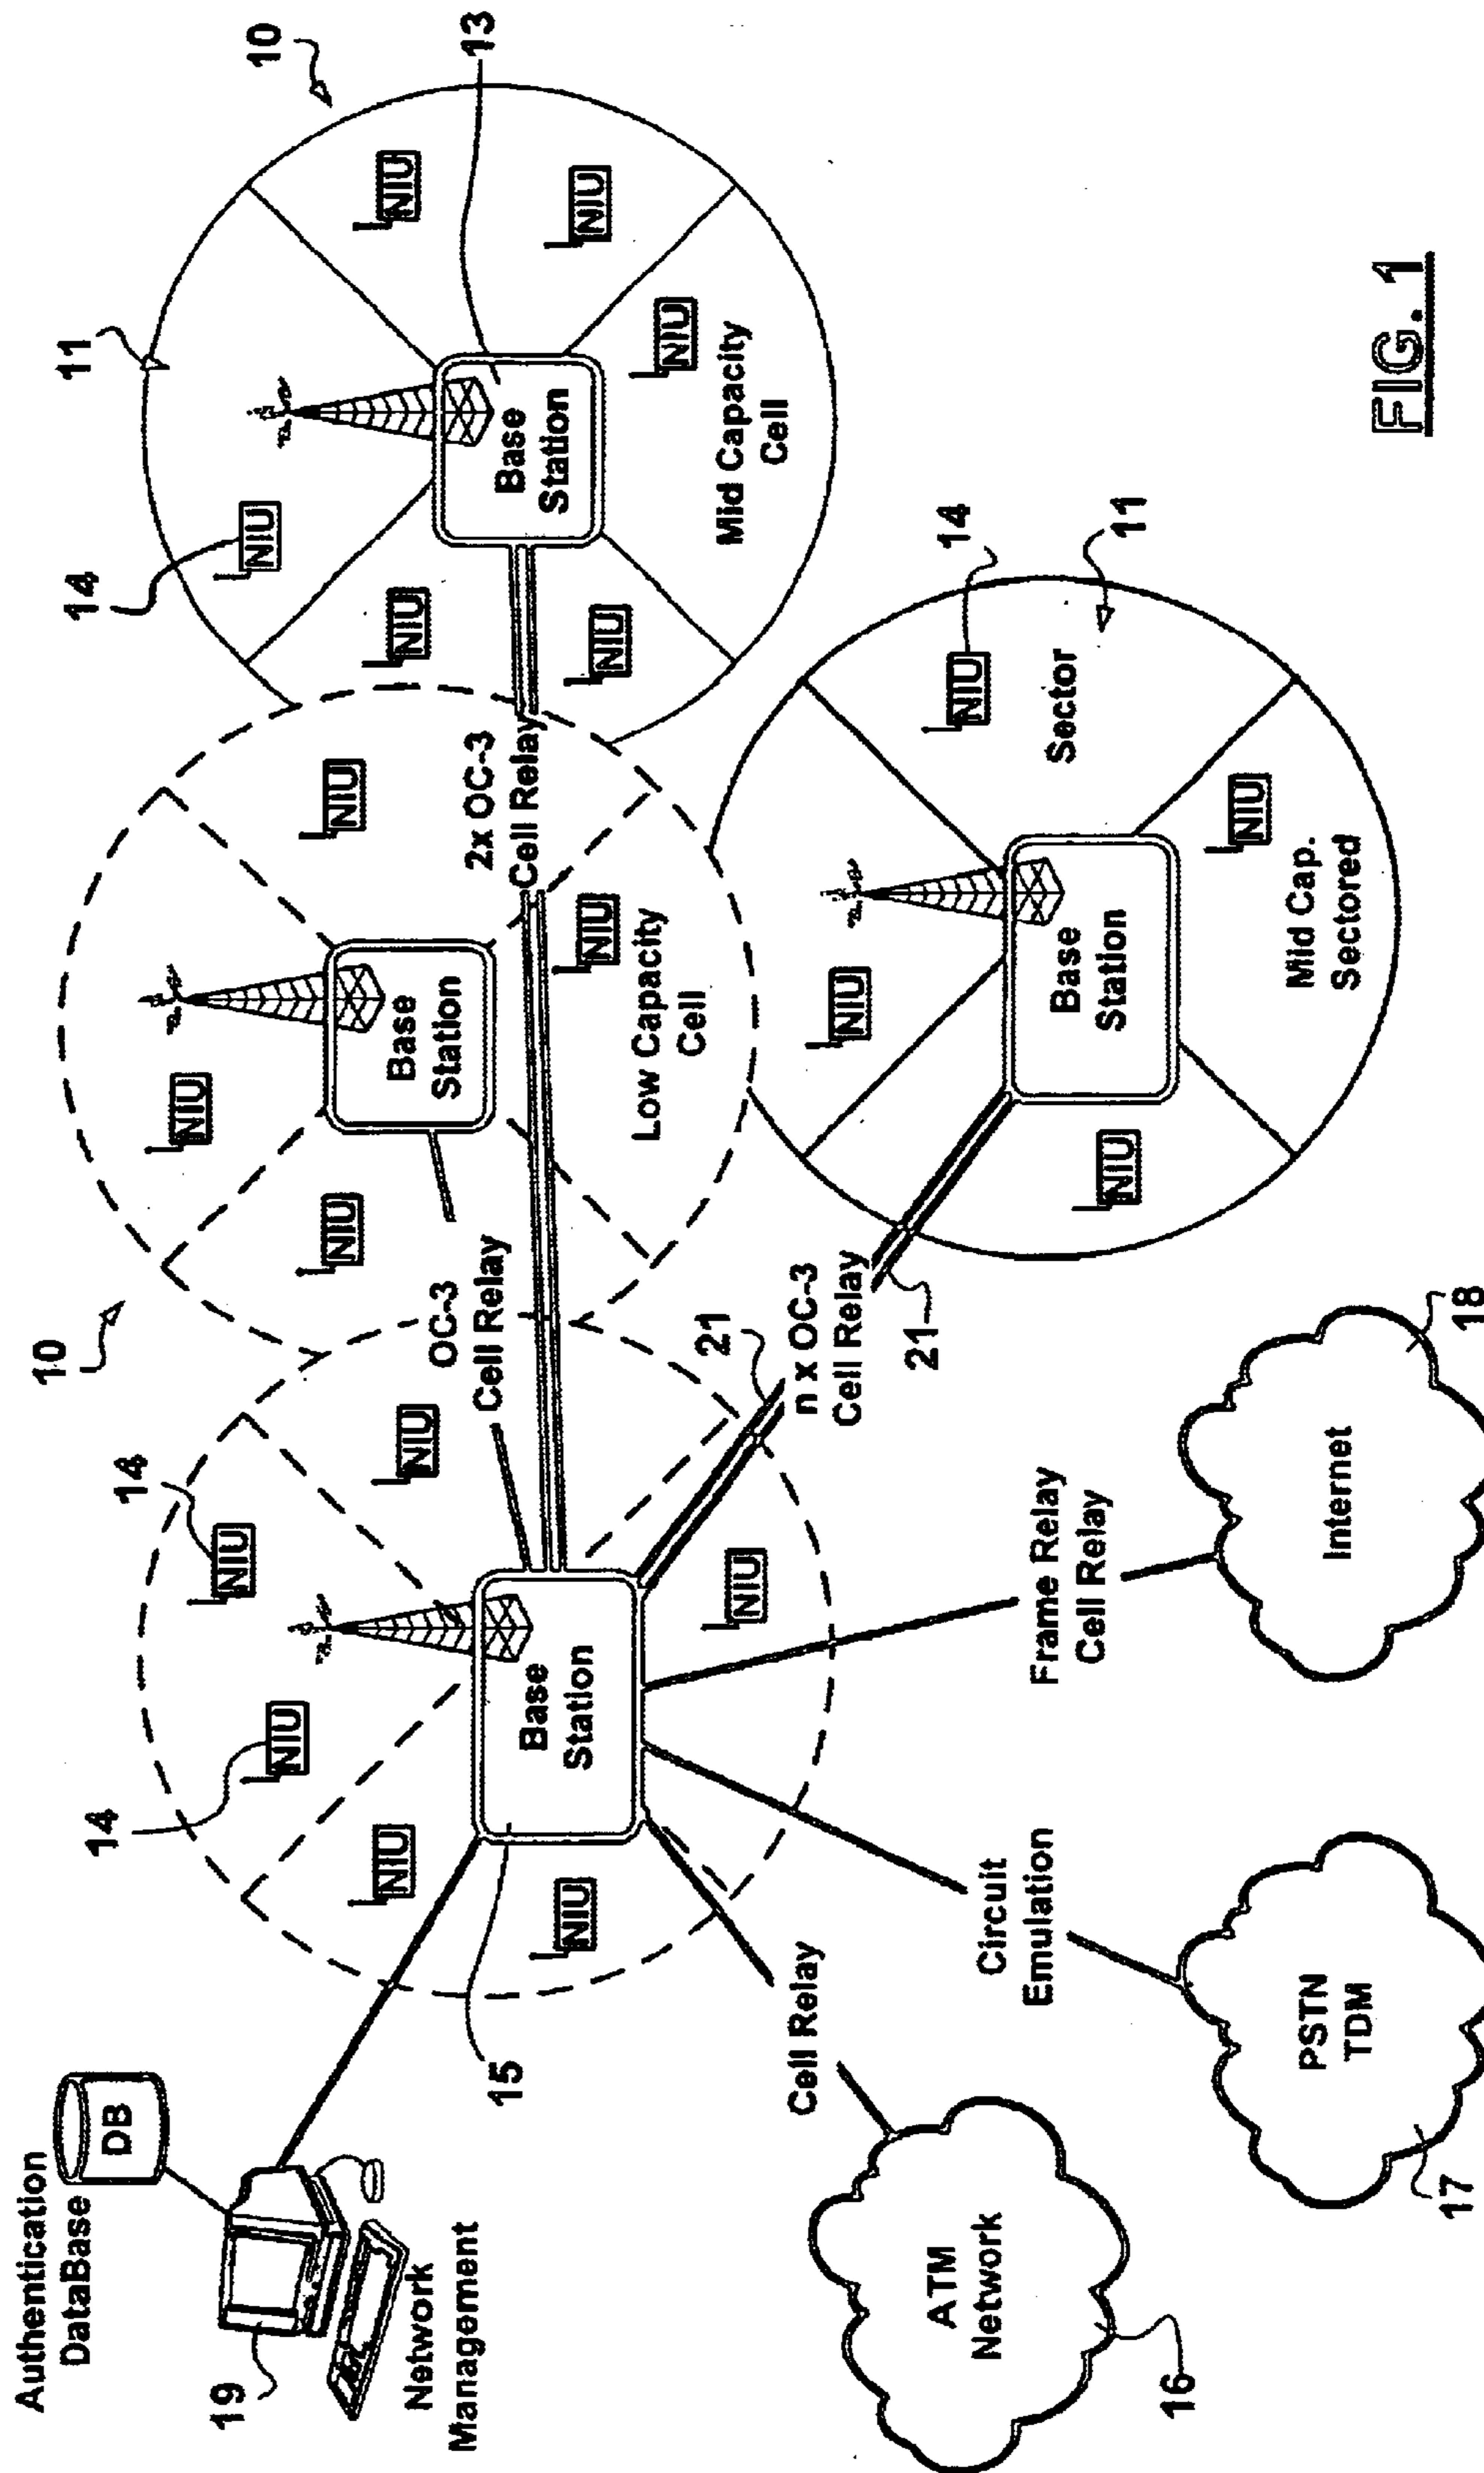 Authentication
DataBase
DB
19
Network
Management
15
14
14
NIU
NIU
NIU
NIU
NIU
NIU
Base
Station
10
OC-3
Cell Relay
NIU
NIU
NIU
NIU
Base
Station
Low Capacity
Cell
2x OC-3
Cell Relay
14
11
10
13
NIU
NIU
NIU
NIU
NIU
NIU
Base
Station
Mid Capacity
Cell
21
n x OC-3
Cell Relay
21
NIU
NIU
NIU
NIU
14
11
Sector
Base
Station
Mid Cap.
Sectored
Cell Relay
ATM
Network
16
Circuit
Emulation
PSTN
TDM
17
Frame Relay
Cell Relay
Internet
18
FIG. 1